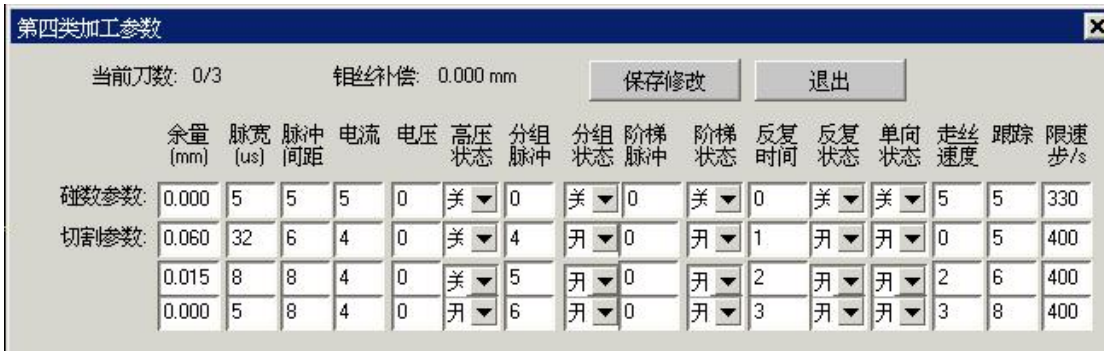 第四类加工参数
当前刀数: 0/3 钼丝补偿: 0.000 mm 保存修改 退出
余量 脉宽 脉冲 电流 电压 高压 分组 分组 阶梯 阶梯 反复 反复 单向 走丝 跟踪 限速
(mm) (us) 间距 状态 脉冲 状态 脉冲 状态 时间 状态 状态 速度 步/s
碰数参数: 0.000 5 5 5 0 关 0 关 0 关 0 关 关 5 5 330
切割参数: 0.060 32 6 4 0 关 4 开 0 开 1 开 开 0 5 400
0.015 8 8 4 0 关 5 开 0 开 2 开 开 2 6 400
0.000 5 8 4 0 开 6 开 0 开 3 开 开 3 8 400